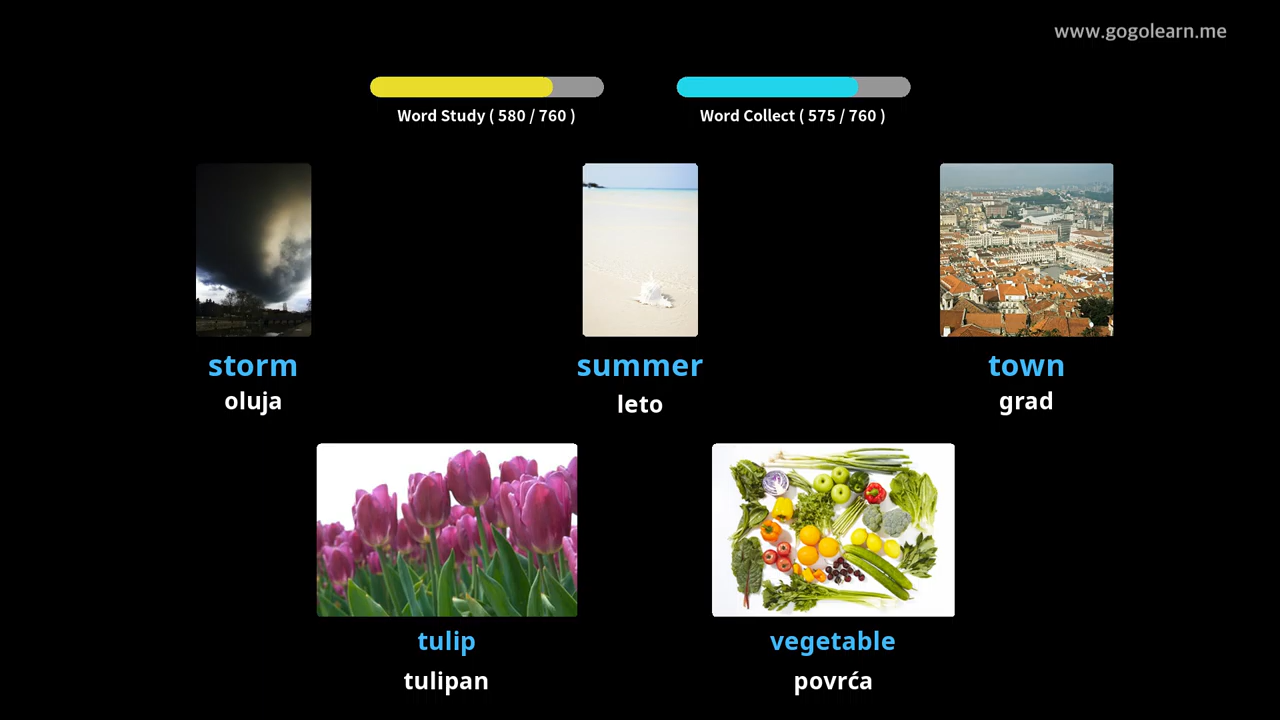 www.gogolearn.me
Word Study ( 580 / 760 )
Word Collect ( 575 / 760 )
storm
summer
town
oluja
leto
grad
tulip
vegetable
tulipan
povrća